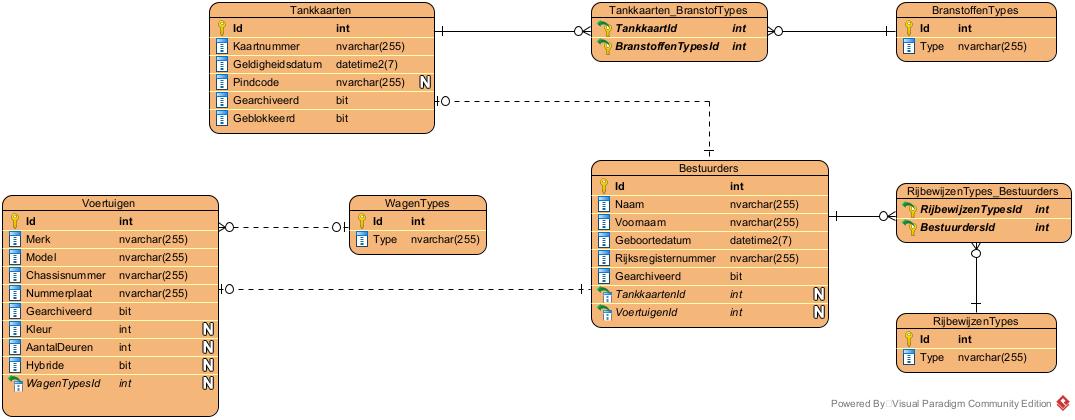 Tankkaarten
Id int
Kaartnummer nvarchar(255)
Geldigheidsdatum datetime2(7)
Pindcode nvarchar(255) N
Gearchiveerd bit
Geblokkeerd bit
Tankkaarten_BranstofTypes
TankkaartId int
BranstoffenTypesId int
BranstoffenTypes
Id int
Type nvarchar(255)
Voertuigen
Id int
Merk nvarchar(255)
Model nvarchar(255)
Chassisnummer nvarchar(255)
Nummerplaat nvarchar(255)
Gearchiveerd bit
Kleur int N
AantalDeuren int N
Hybride bit N
WagenTypesId int N
WagenTypes
Id int
Type nvarchar(255)
Bestuurders
Id int
Naam nvarchar(255)
Voornaam nvarchar(255)
Geboortedatum datetime2(7)
Rijksregisternummer nvarchar(255)
Gearchiveerd bit
TankkaartenId int N
VoertuigenId int N
RijbewijzenTypes_Bestuurders
RijbewijzenTypesId int
BestuurdersId int
RijbewijzenTypes
Id int
Type nvarchar(255)
Powered By Visual Paradigm Community Edition